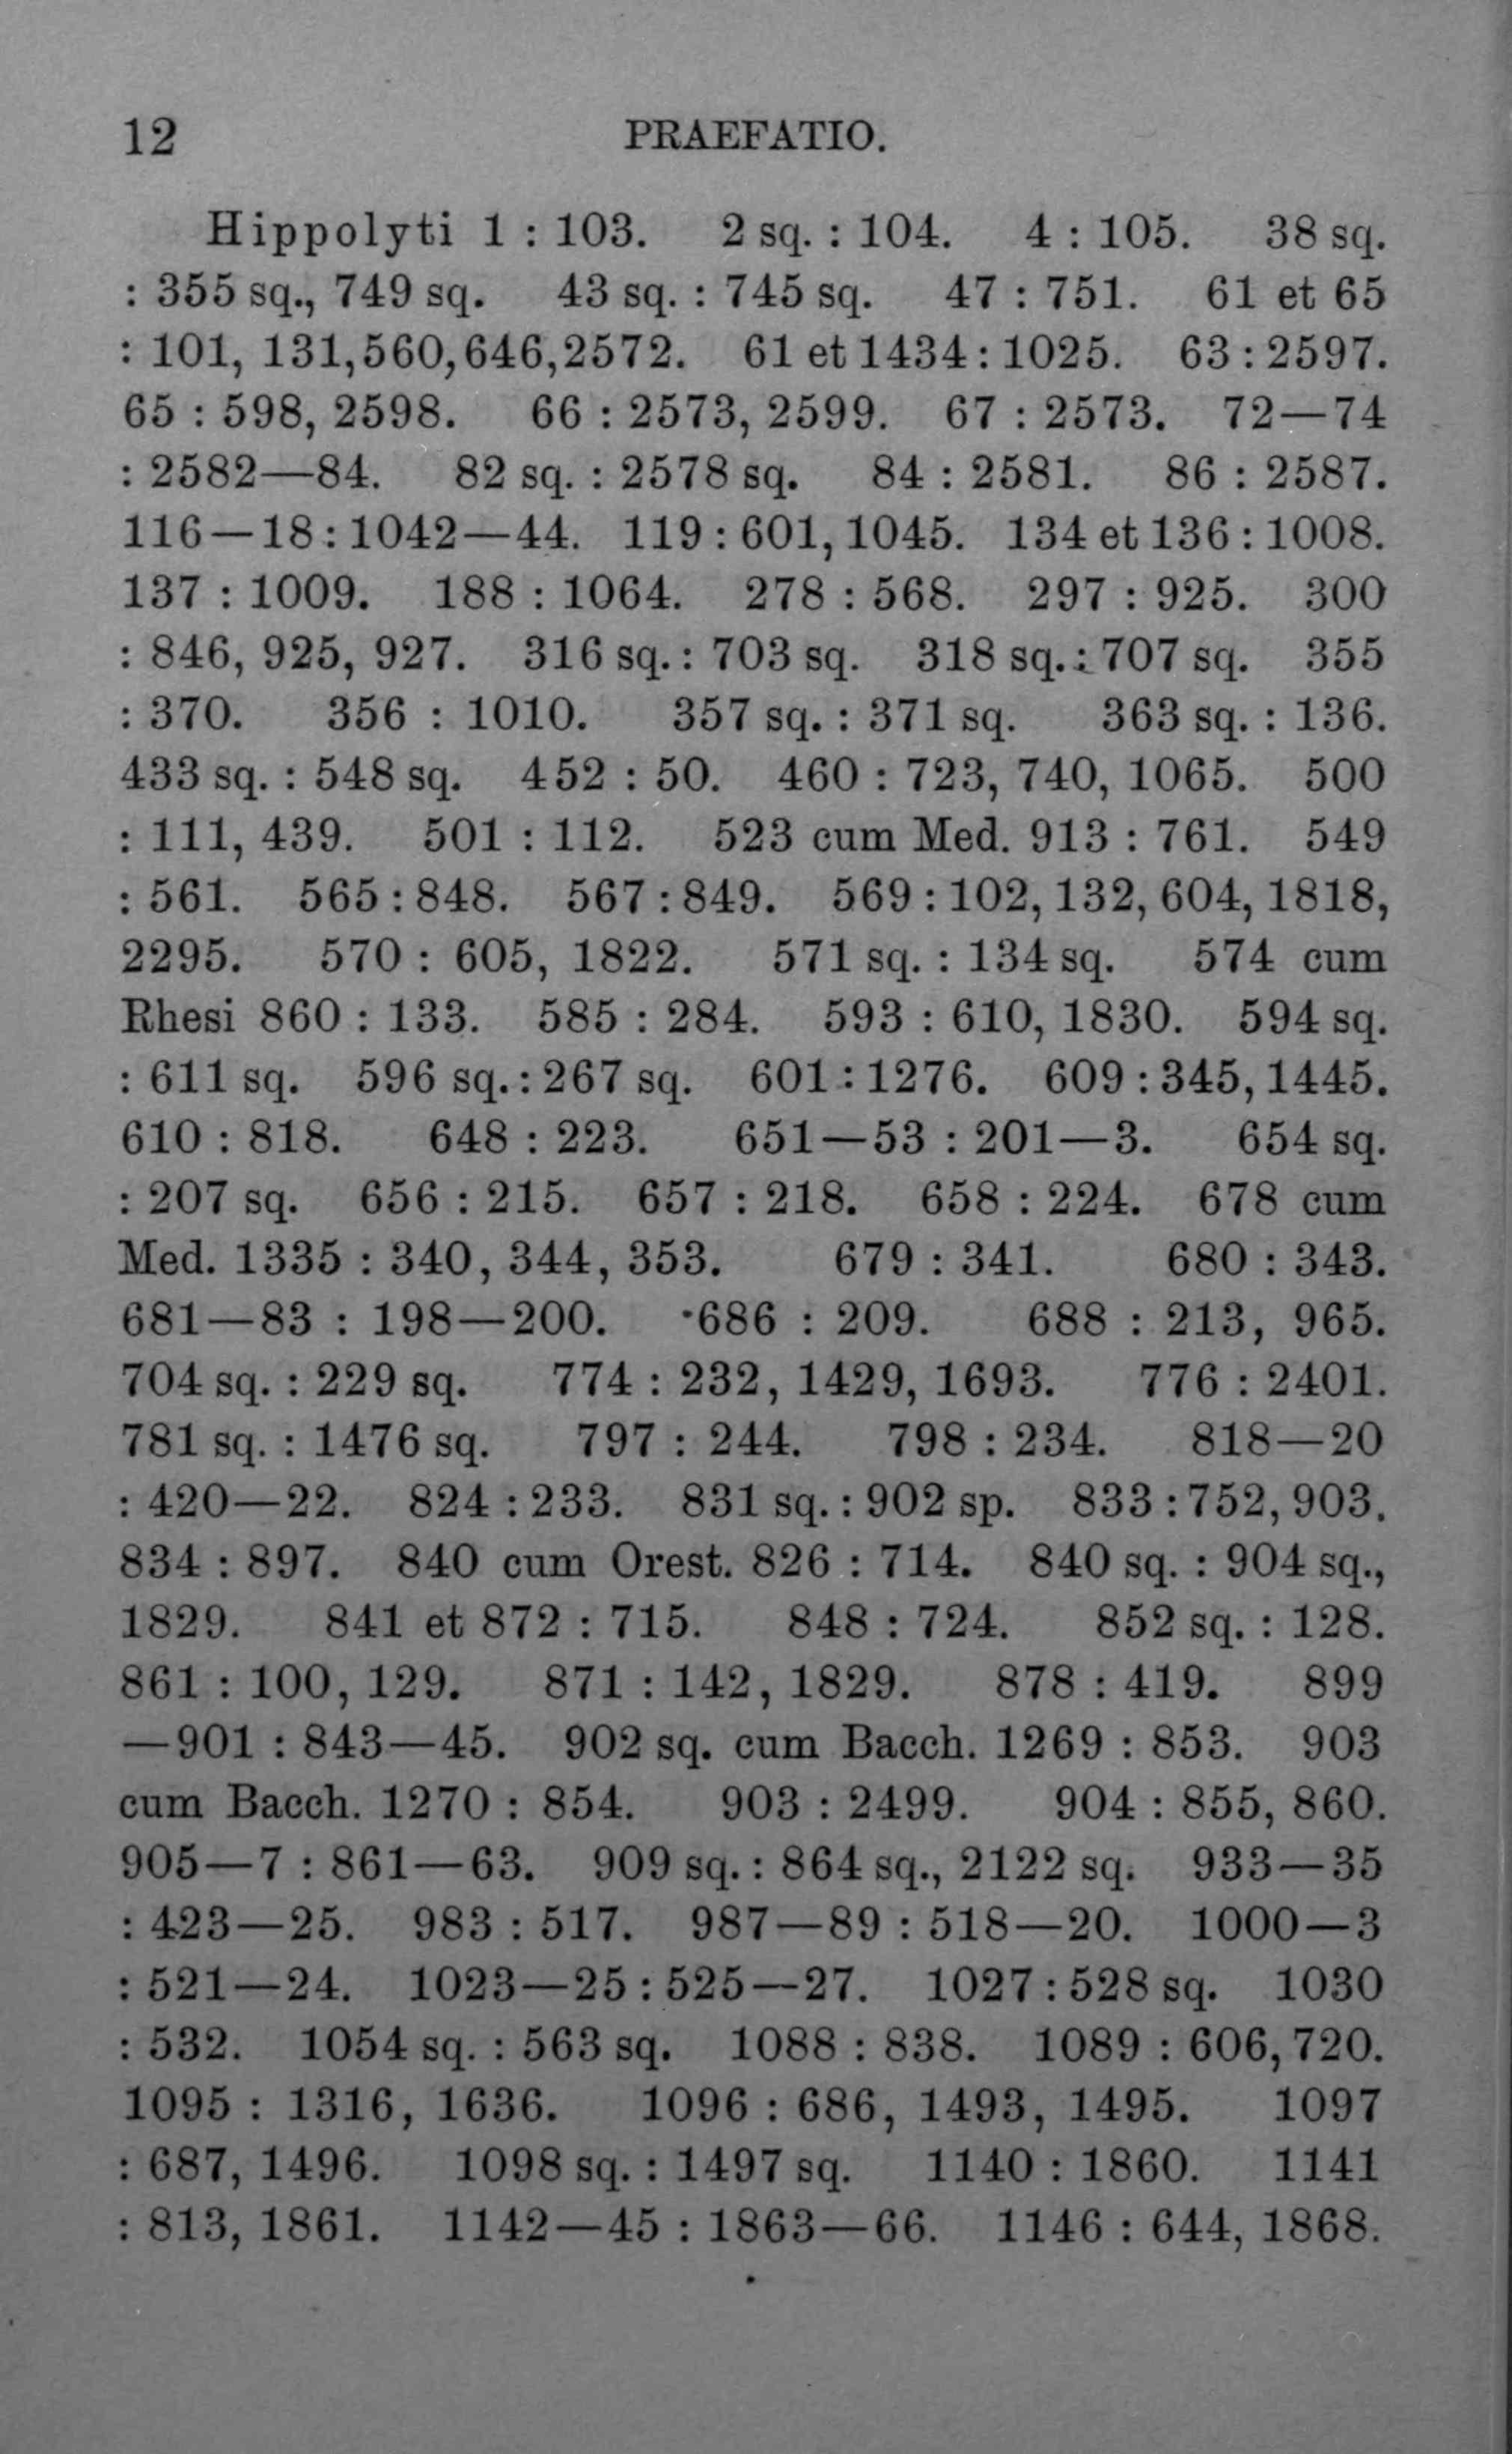 12 PRAEFATIO.
Hippolyti 1 : 103. 2 sq. : 104. 4 : 105. 38 sq.
: 355 sq., 749 sq. 43 sq. : 745 sq. 47 : 751. 61 et 65
: 101, 131, 560, 646, 2572. 61 et 1434 : 1025. 63 : 2597.
65 : 598, 2598. 66 : 2573, 2599. 67 : 2573. 72—74
: 2582—84. 82 sq. : 2578 sq. 84 : 2581. 86 : 2587.
116—18 : 1042—44. 119 : 601, 1045. 134 et 136 : 1008.
137 : 1009. 188 : 1064. 278 : 568. 297 : 925. 300
: 846, 925, 927. 316 sq. : 703 sq. 318 sq. : 707 sq. 355
: 370. 356 : 1010. 357 sq. : 371 sq. 363 sq. : 136.
433 sq. : 548 sq. 452 : 50. 460 : 723, 740, 1065. 500
: 111, 439. 501 : 112. 523 cum Med. 913 : 761. 549
: 561. 565 : 848. 567 : 849. 569 : 102, 132, 604, 1818,
2295. 570 : 605, 1822. 571 sq. : 134 sq. 574 cum
Rhesi 860 : 133. 585 : 284. 593 : 610, 1830. 594 sq.
: 611 sq. 596 sq. : 267 sq. 601 : 1276. 609 : 345, 1445.
610 : 818. 648 : 223. 651—53 : 201—3. 654 sq.
: 207 sq. 656 : 215. 657 : 218. 658 : 224. 678 cum
Med. 1335 : 340, 344, 353. 679 : 341. 680 : 343.
681—83 : 198—200. 686 : 209. 688 : 213, 965.
704 sq. : 229 sq. 774 : 232, 1429, 1693. 776 : 2401.
781 sq. : 1476 sq. 797 : 244. 798 : 234. 818—20
: 420—22. 824 : 233. 831 sq. : 902 sp. 833 : 752, 903.
834 : 897. 840 cum Orest. 826 : 714. 840 sq. : 904 sq.,
1829. 841 et 872 : 715. 848 : 724. 852 sq. : 128.
861 : 100, 129. 871 : 142, 1829. 878 : 419. 899
—901 : 843—45. 902 sq. cum Bacch. 1269 : 853. 903
cum Bacch. 1270 : 854. 903 : 2499. 904 : 855, 860.
905—7 : 861—63. 909 sq. : 864 sq., 2122 sq. 933—35
: 423—25. 983 : 517. 987—89 : 518—20. 1000—3
: 521—24. 1023—25 : 525—27. 1027 : 528 sq. 1030
: 532. 1054 sq. : 563 sq. 1088 : 838. 1089 : 606, 720.
1095 : 1316, 1636. 1096 : 686, 1493, 1495. 1097
: 687, 1496. 1098 sq. : 1497 sq. 1140 : 1860. 1141
: 813, 1861. 1142—45 : 1863—66. 1146 : 644, 1868.